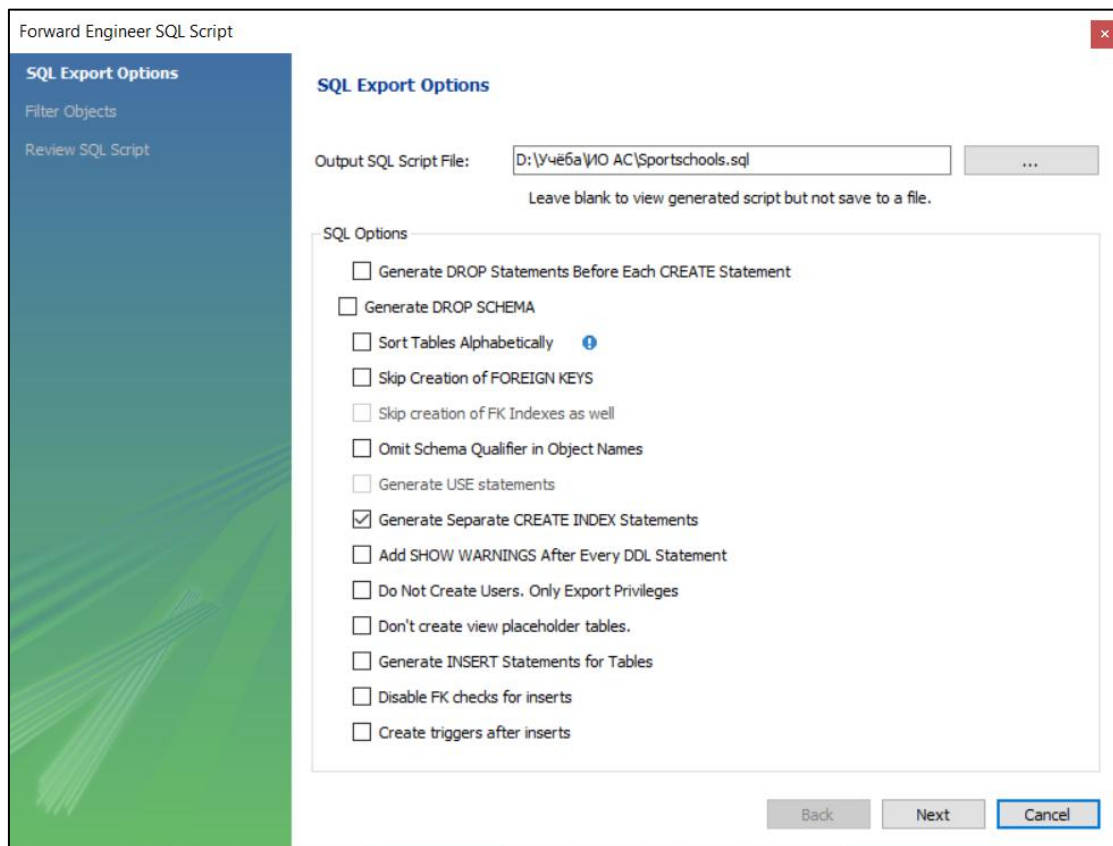 Forward Engineer SQL Script
SQL Export Options
Filter Objects
Review SQL Script
SQL Export Options
Output SQL Script File: D:\Учёба\ИО АС\Sportschools.sql ...
Leave blank to view generated script but not save to a file.
SQL Options
Generate DROP Statements Before Each CREATE Statement
Generate DROP SCHEMA
Sort Tables Alphabetically
Skip Creation of FOREIGN KEYS
Skip creation of FK Indexes as well
Omit Schema Qualifier in Object Names
Generate USE statements
Generate Separate CREATE INDEX Statements
Add SHOW WARNINGS After Every DDL Statement
Do Not Create Users. Only Export Privileges
Don't create view placeholder tables.
Generate INSERT Statements for Tables
Disable FK checks for inserts
Create triggers after inserts
Back Next Cancel